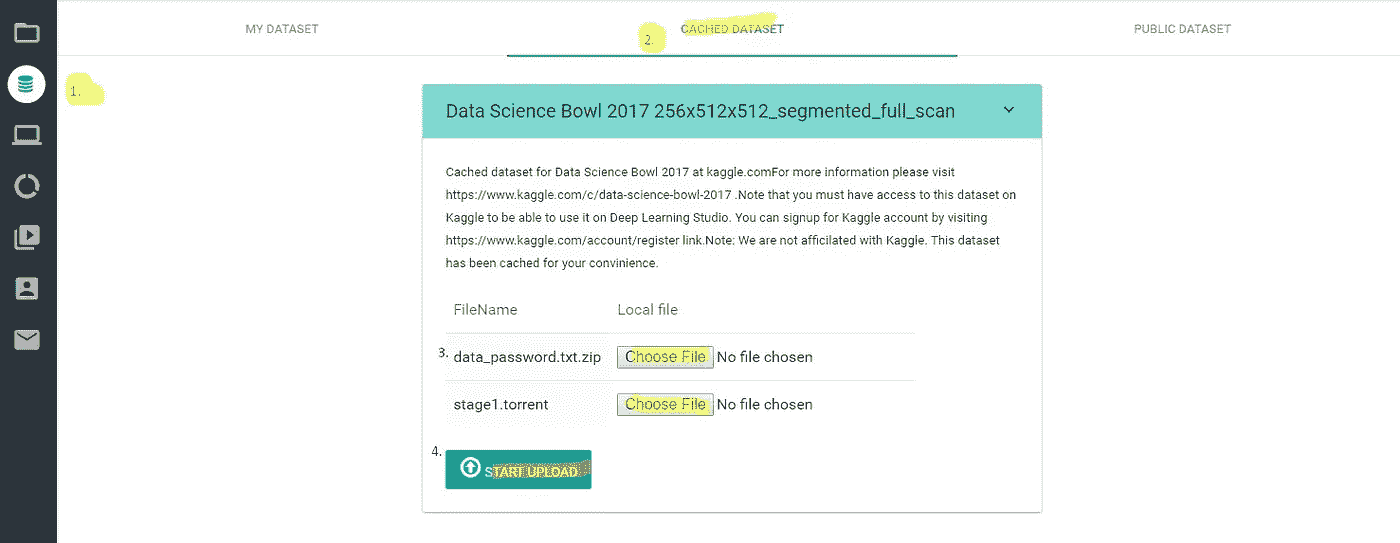 MY DATASET
2. CACHED DATASET
PUBLIC DATASET
1.
Data Science Bowl 2017 256x512x512_segmented_full_scan
Cached dataset for Data Science Bowl 2017 at kaggle.comFor more information please visit
https://www.kaggle.com/c/data-science-bowl-2017 .Note that you must have access to this dataset on
Kaggle to be able to use it on Deep Learning Studio. You can signup for Kaggle account by visiting
https://www.kaggle.com/account/register link.Note: We are not afficilated with Kaggle. This dataset
has been cached for your convinience.
FileName Local file
3. data_password.txt.zip Choose File No file chosen
stage1.torrent Choose File No file chosen
4. START UPLOAD